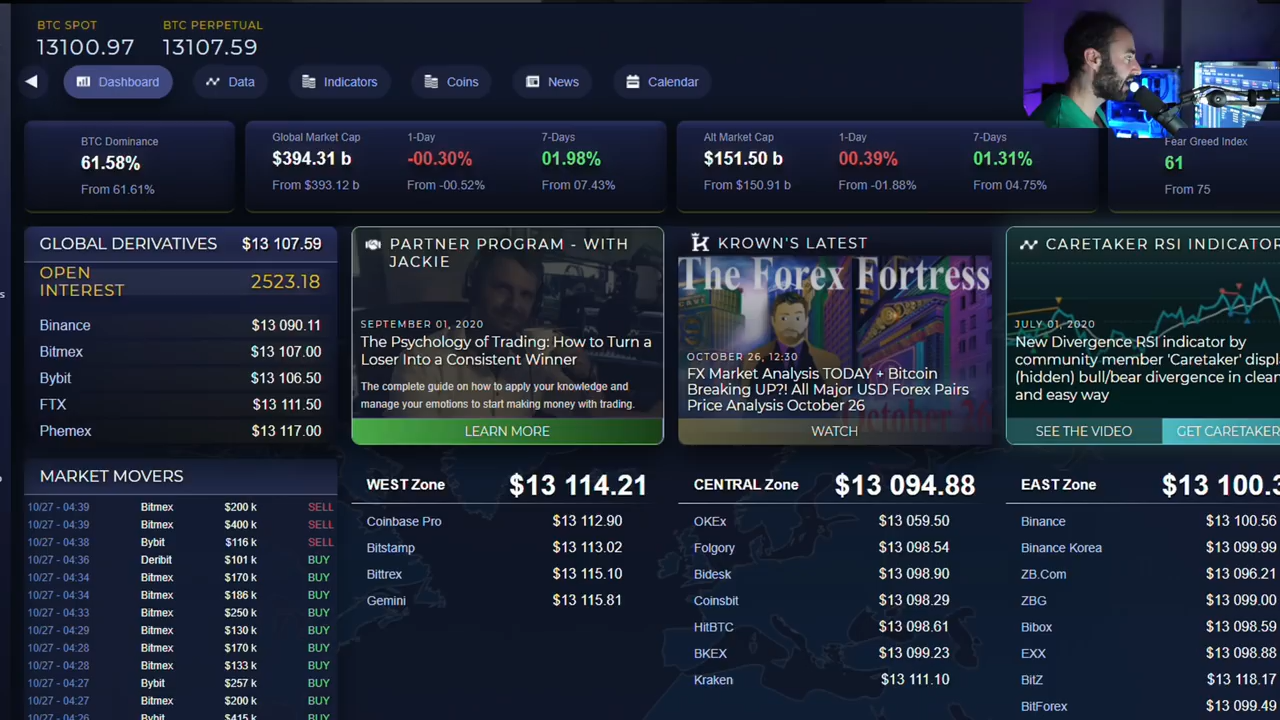 BTC SPOT
13100.97
BTC PERPETUAL
13107.59
Dashboard
Data
Indicators
Coins
News
Calendar
BTC Dominance
61.58%
From 61.61%
Global Market Cap
$394.31 b
From $393.12 b
1-Day
-00.30%
From -00.52%
7-Days
01.98%
From 07.43%
Alt Market Cap
$151.50 b
From $150.91 b
1-Day
00.39%
From -01.88%
7-Days
01.31%
From 04.75%
Fear Greed Index
61
From 75
GLOBAL DERIVATIVES $13 107.59
OPEN
INTEREST
2523.18
Binance $13 090.11
Bitmex $13 107.00
Bybit $13 106.50
FTX $13 111.50
Phemex $13 117.00
PARTNER PROGRAM - WITH
JACKIE
SEPTEMBER 01, 2020
The Psychology of Trading: How to Turn a
Loser Into a Consistent Winner
The complete guide on how to apply your knowledge and
manage your emotions to start making money with trading.
LEARN MORE
KROWN'S LATEST
The Forex Fortress
OCTOBER 26, 12:30
FX Market Analysis TODAY + Bitcoin
Breaking UP?! All Major USD Forex Pairs
Price Analysis October 26
October 26
WATCH
CARETAKER RSI INDICATOR
JULY 01, 2020
New Divergence RSI indicator by
community member 'Caretaker' displ
(hidden) bull/bear divergence in clean
and easy way
SEE THE VIDEO
GET CARETAKER
MARKET MOVERS
10/27 - 04:39 Bitmex $200 k SELL
10/27 - 04:39 Bitmex $400 k SELL
10/27 - 04:38 Bybit $116 k SELL
10/27 - 04:36 Deribit $101 k BUY
10/27 - 04:34 Bitmex $170 k BUY
10/27 - 04:34 Bitmex $186 k BUY
10/27 - 04:33 Bitmex $250 k BUY
10/27 - 04:29 Bitmex $130 k BUY
10/27 - 04:28 Bitmex $170 k BUY
10/27 - 04:28 Bitmex $133 k BUY
10/27 - 04:27 Bybit $257 k BUY
10/27 - 04:27 Bitmex $200 k BUY
10/27 - 04:26 Bybit $415 k BUY
WEST Zone $13 114.21
Coinbase Pro $13 112.90
Bitstamp $13 113.02
Bittrex $13 115.10
Gemini $13 115.81
CENTRAL Zone $13 094.88
OKEx $13 059.50
Folgory $13 098.54
Bidesk $13 098.90
Coinsbit $13 098.29
HitBTC $13 098.61
BKEX $13 099.23
Kraken $13 111.10
EAST Zone $13 100.3
Binance $13 100.56
Binance Korea $13 099.99
ZB.Com $13 096.21
ZBG $13 099.00
Bibox $13 098.59
EXX $13 098.88
BitZ $13 118.17
BitForex $13 099.49